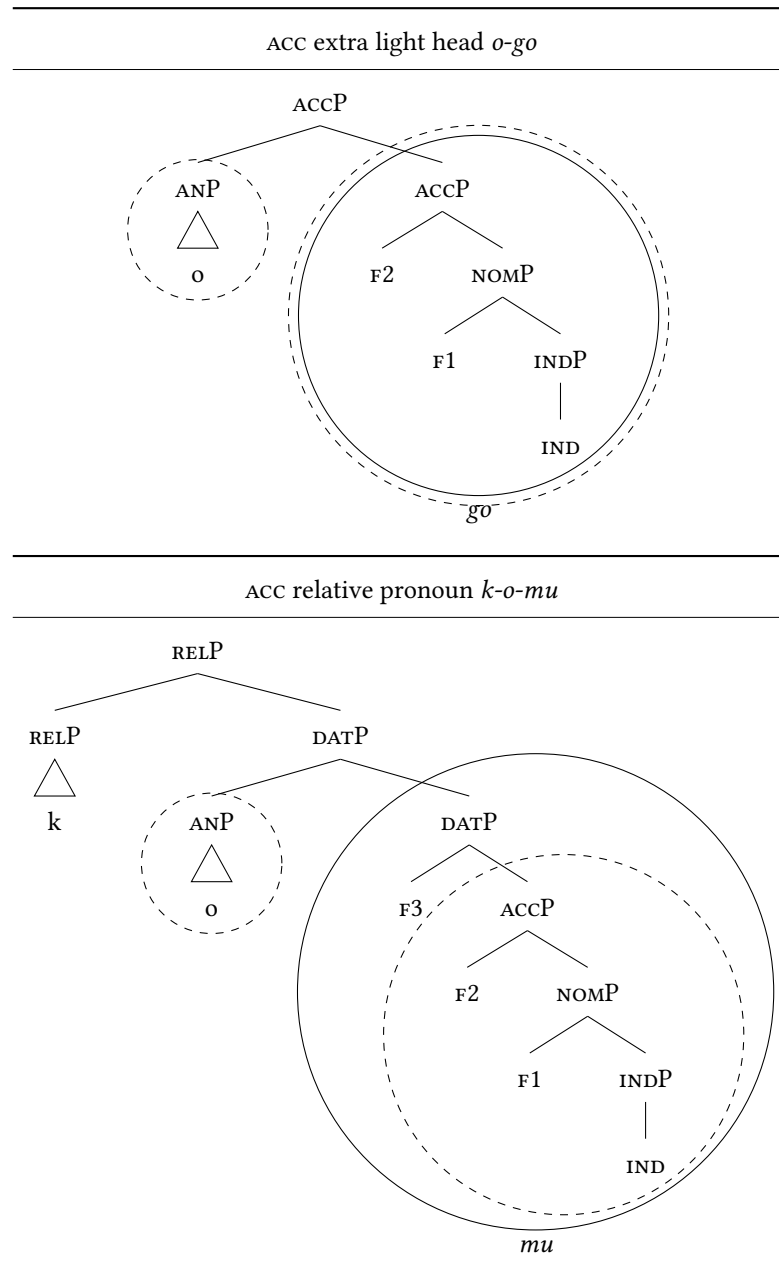 ACC extra light head o-go
ACCP
ANP ACCP
o F2 NOMP
F1 INDP
IND
go
ACC relative pronoun k-o-mu
RELP
RELP DATP
k ANP DATP
o F3 ACCP
F2 NOMP
F1 INDP
IND
mu